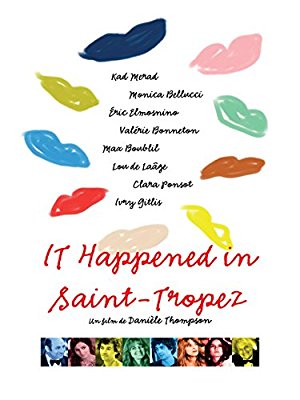 Kad Merad
Monica Bellucci
Éric Elmosnino
Valérie Bonneton
Max Boublil
Lou de Laâge
Clara Ponsot
Ivry Gitlis
IT Happened in
Saint-Tropez
Un film de Danièle Thompson